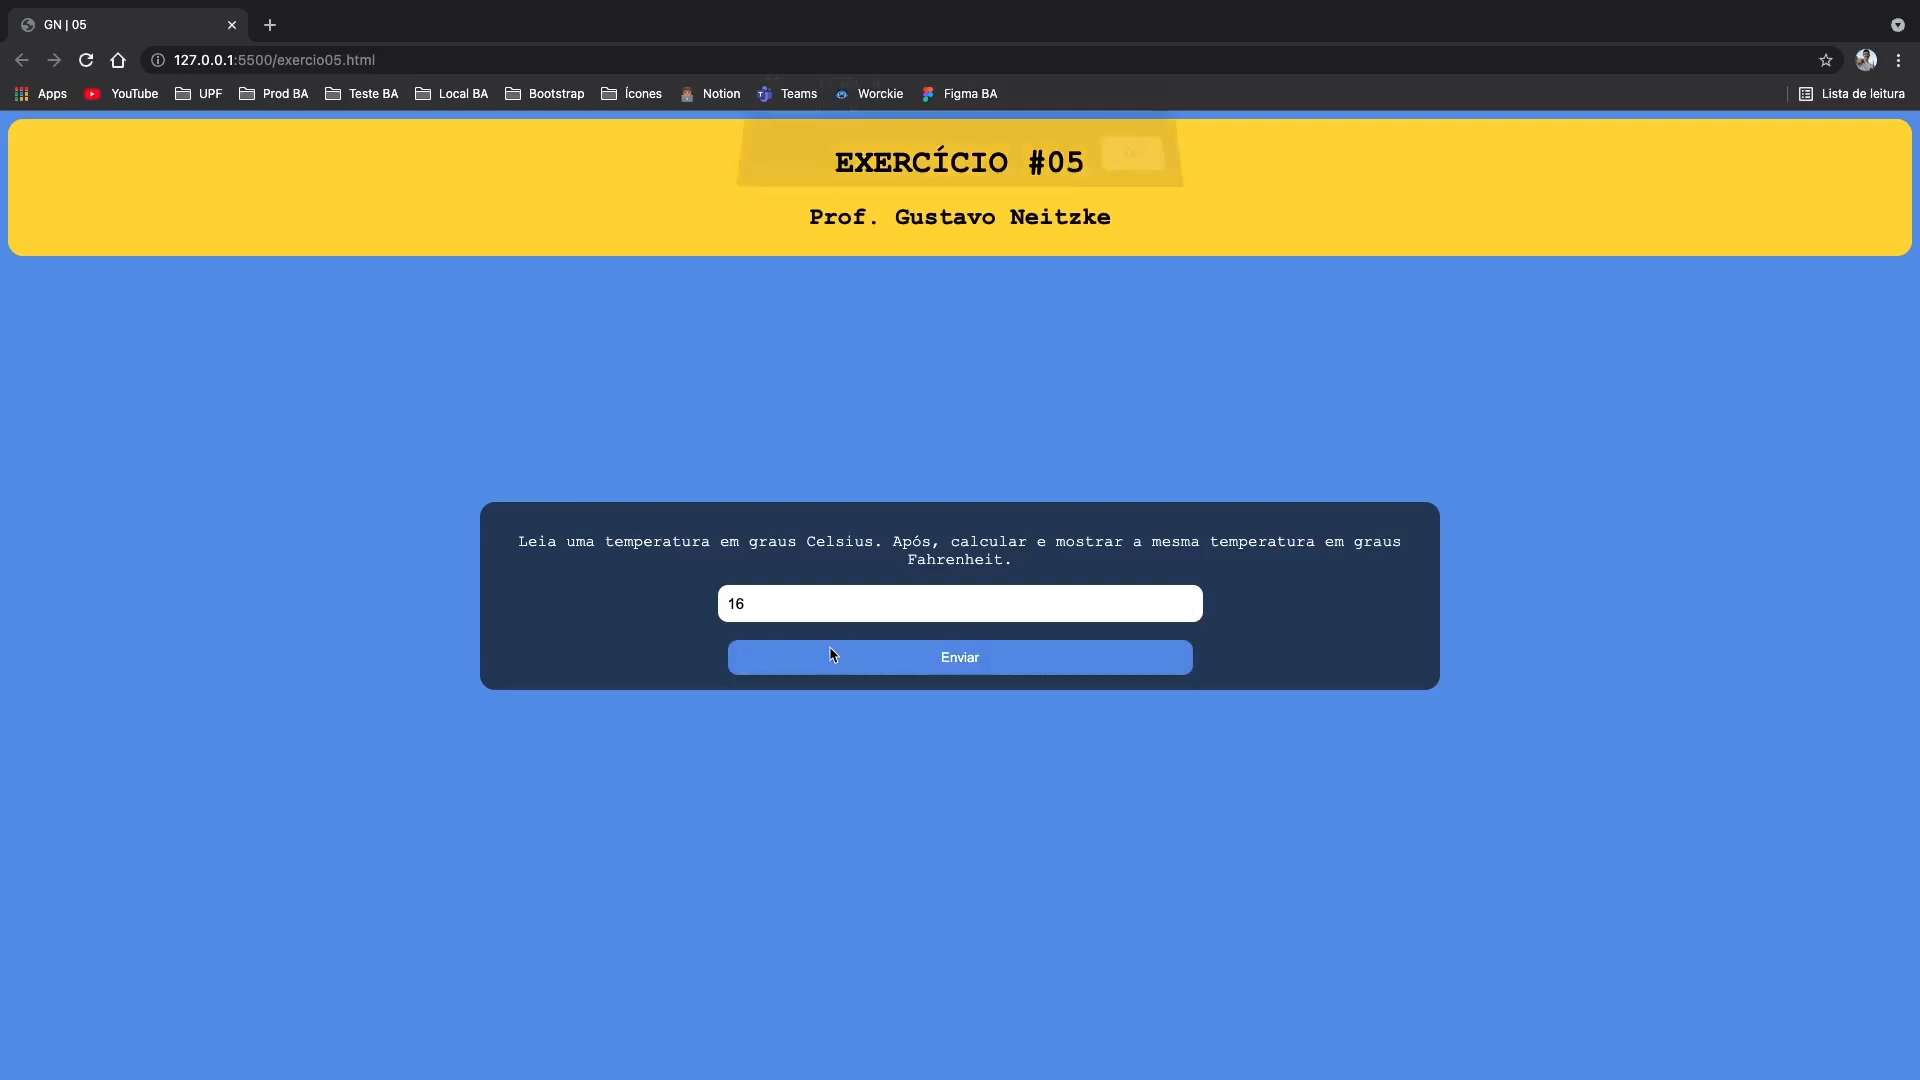 GN | 05
127.0.0.1:5500/exercio05.html
Apps YouTube UPF Prod BA Teste BA Local BA Bootstrap Ícones Notion Teams Worckie Figma BA Lista de leitura
EXERCÍCIO #05
Prof. Gustavo Neitzke
Leia uma temperatura em graus Celsius. Após, calcular e mostrar a mesma temperatura em graus
Fahrenheit.
16
Enviar